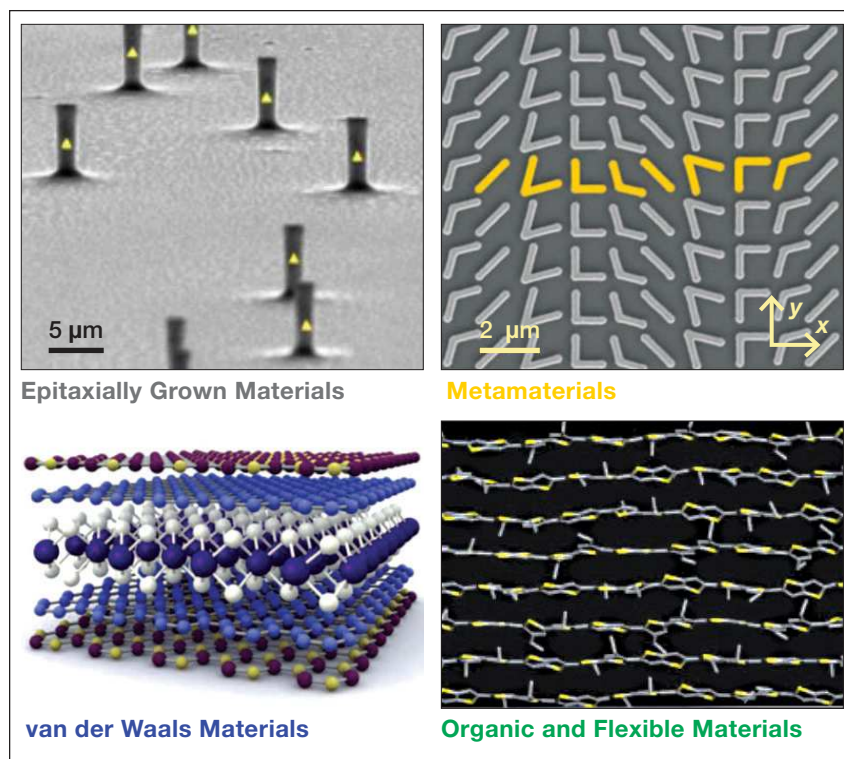 5 µm
2 µm
y
x
Epitaxially Grown Materials
Metamaterials
van der Waals Materials
Organic and Flexible Materials